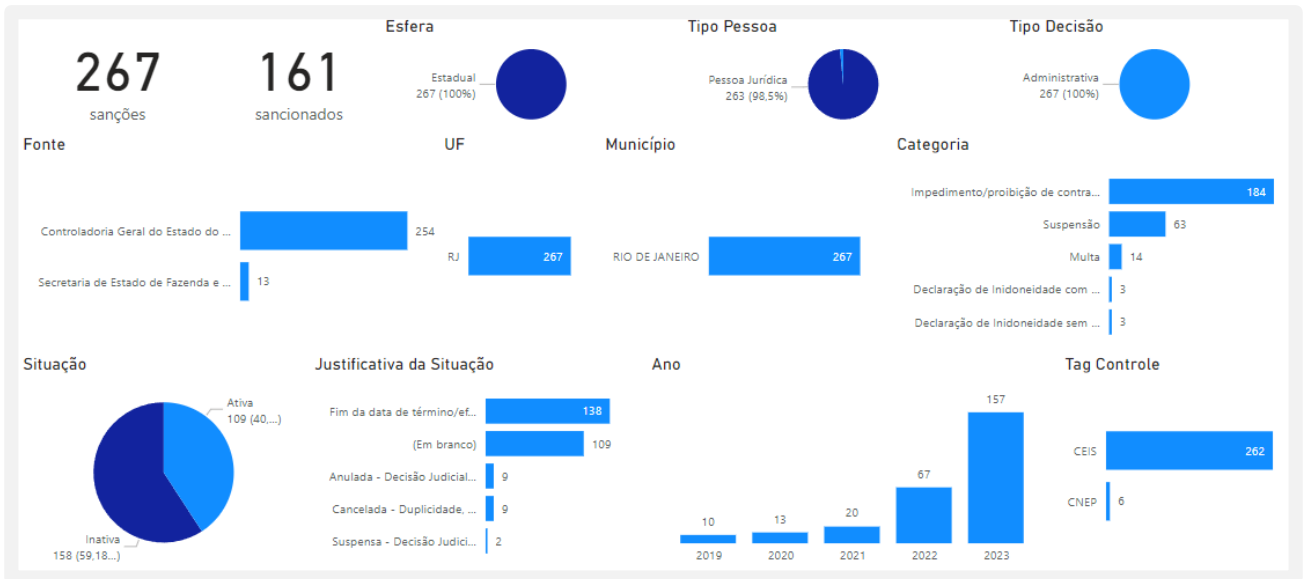 Esfera
Tipo Pessoa
Tipo Decisão
267
sanções
161
sancionados
Estadual
267 (100%)
Pessoa Jurídica
263 (98,5%)
Administrativa
267 (100%)
Fonte
UF
Município
Categoria
Controladoria Geral do Estado do ...
254
Secretaria de Estado de Fazenda e ...
13
RJ
267
RIO DE JANEIRO
267
Impedimento/proibição de contra...
184
Suspensão
63
Multa
14
Declaração de Inidoneidade com ...
3
Declaração de Inidoneidade sem ...
3
Situação
Justificativa da Situação
Ano
Tag Controle
Ativa
109 (40,...)
Inativa
158 (59,18...)
Fim da data de término/ef...
138
(Em branco)
109
Anulada - Decisão Judicial...
9
Cancelada - Duplicidade, ...
9
Suspensa - Decisão Judici...
2
10
13
20
67
157
2019
2020
2021
2022
2023
CEIS
262
CNEP
6